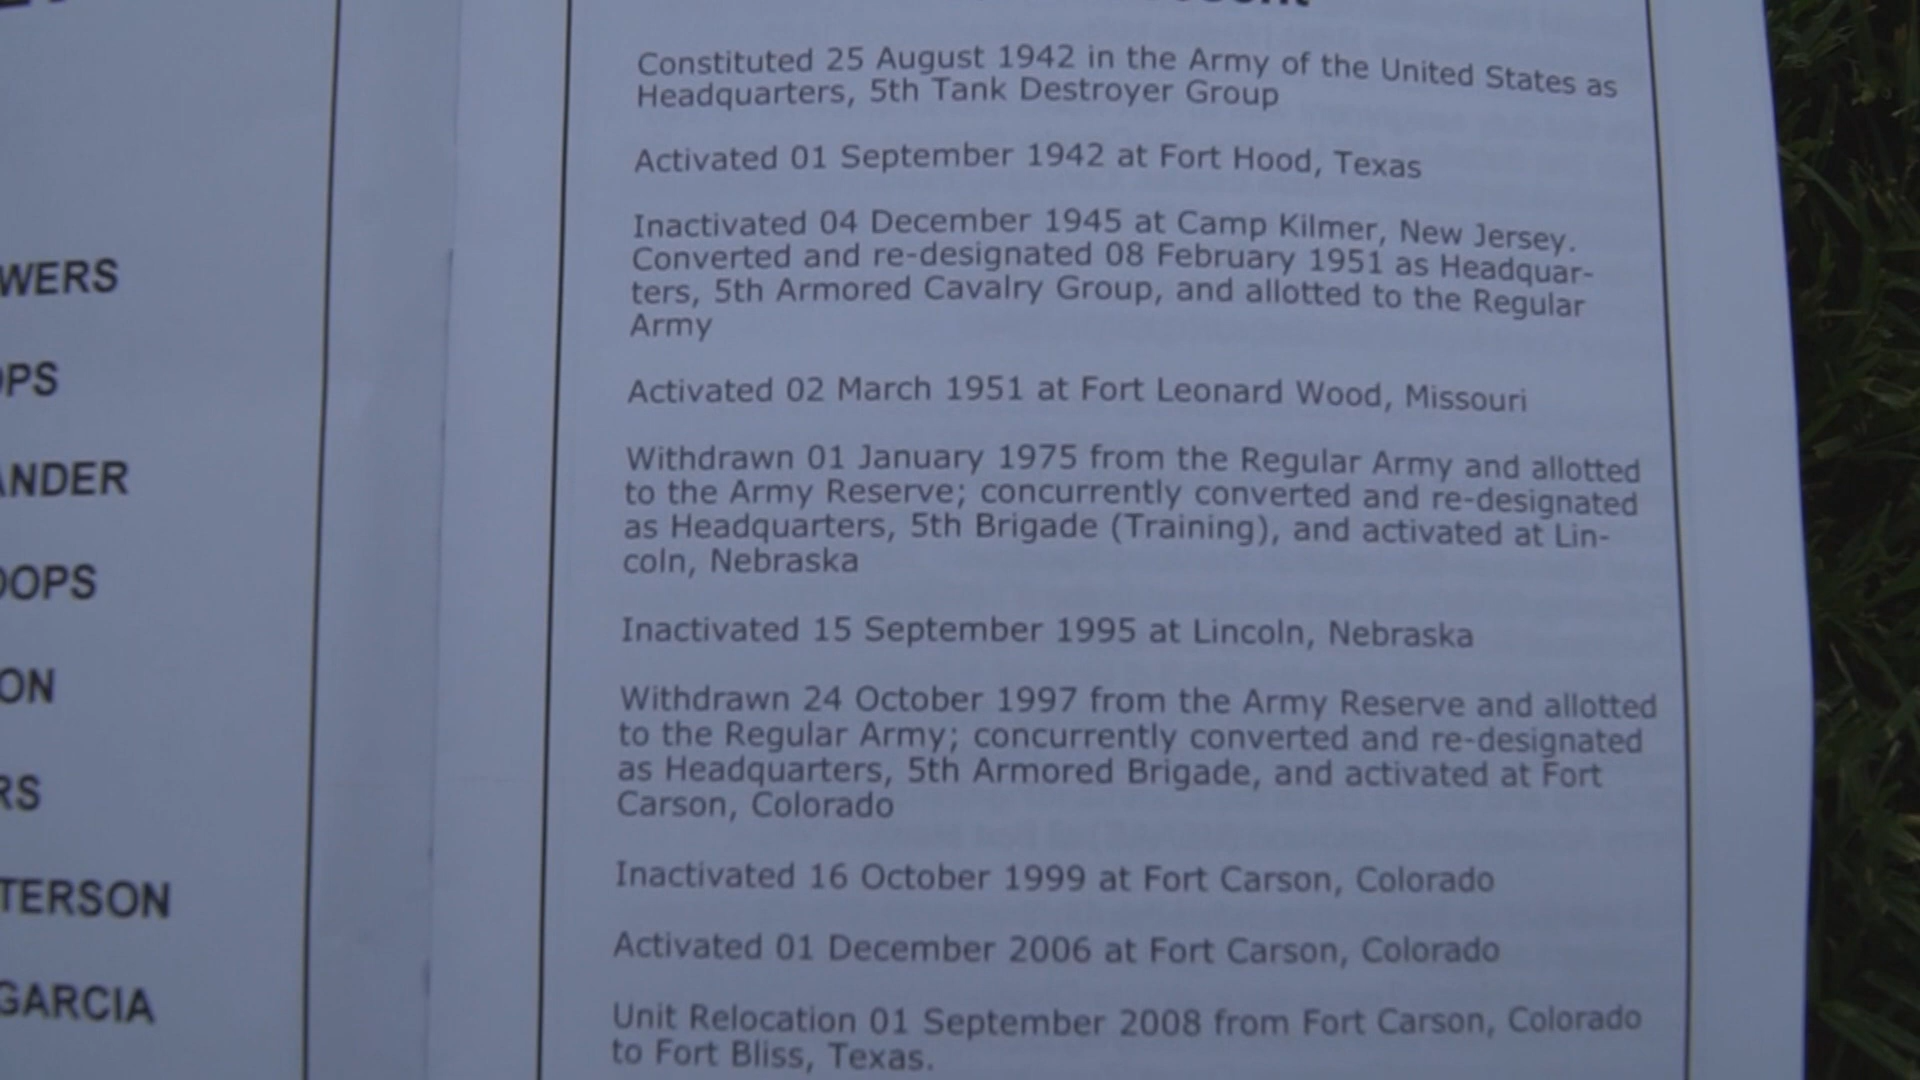 WERS
OPS
ANDER
OOPS
ON
RS
TERSON
GARCIA
Constituted 25 August 1942 in the Army of the United States as
Headquarters, 5th Tank Destroyer Group
Activated 01 September 1942 at Fort Hood, Texas
Inactivated 04 December 1945 at Camp Kilmer, New Jersey.
Converted and re-designated 08 February 1951 as Headquar-
ters, 5th Armored Cavalry Group, and allotted to the Regular
Army
Activated 02 March 1951 at Fort Leonard Wood, Missouri
Withdrawn 01 January 1975 from the Regular Army and allotted
to the Army Reserve; concurrently converted and re-designated
as Headquarters, 5th Brigade (Training), and activated at Lin-
coln, Nebraska
Inactivated 15 September 1995 at Lincoln, Nebraska
Withdrawn 24 October 1997 from the Army Reserve and allotted
to the Regular Army; concurrently converted and re-designated
as Headquarters, 5th Armored Brigade, and activated at Fort
Carson, Colorado
Inactivated 16 October 1999 at Fort Carson, Colorado
Activated 01 December 2006 at Fort Carson, Colorado
Unit Relocation 01 September 2008 from Fort Carson, Colorado
to Fort Bliss, Texas.